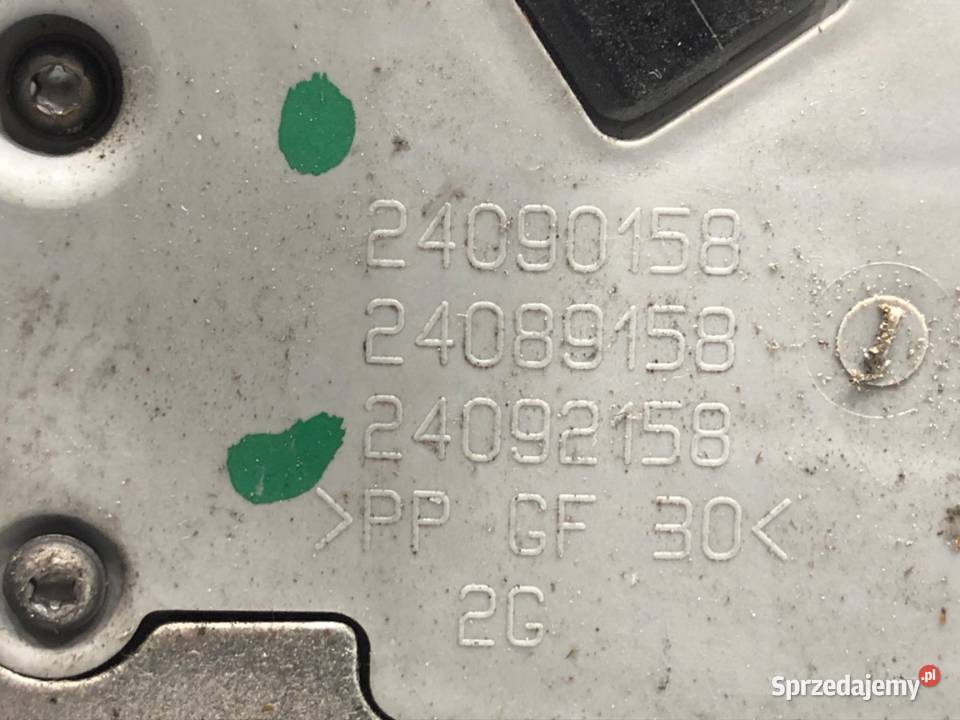 24090158
24089158
24092158
>PP GF 30<
2G
Sprzedajemy.pl